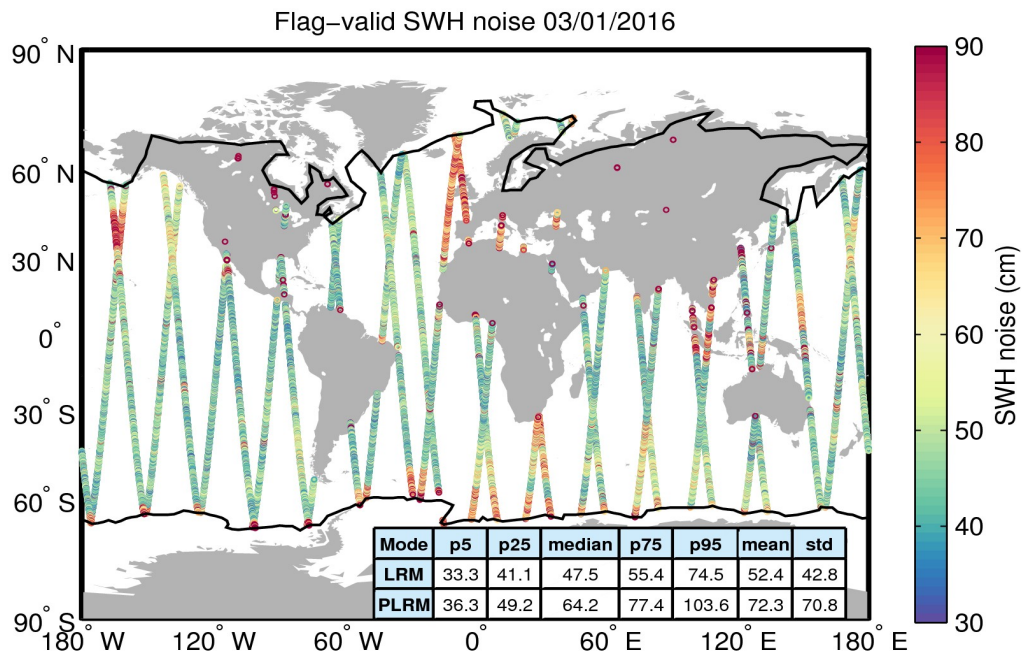 Flag−valid SWH noise 03/01/2016
90° N
60° N
30° N
0°
30° S
60° S
90° S
180° W
120° W
60° W
0°
60° E
120° E
180° E
Mode p5 p25 median p75 p95 mean std
LRM 33.3 41.1 47.5 55.4 74.5 52.4 42.8
PLRM 36.3 49.2 64.2 77.4 103.6 72.3 70.8
90
80
70
60
50
40
30
SWH noise (cm)